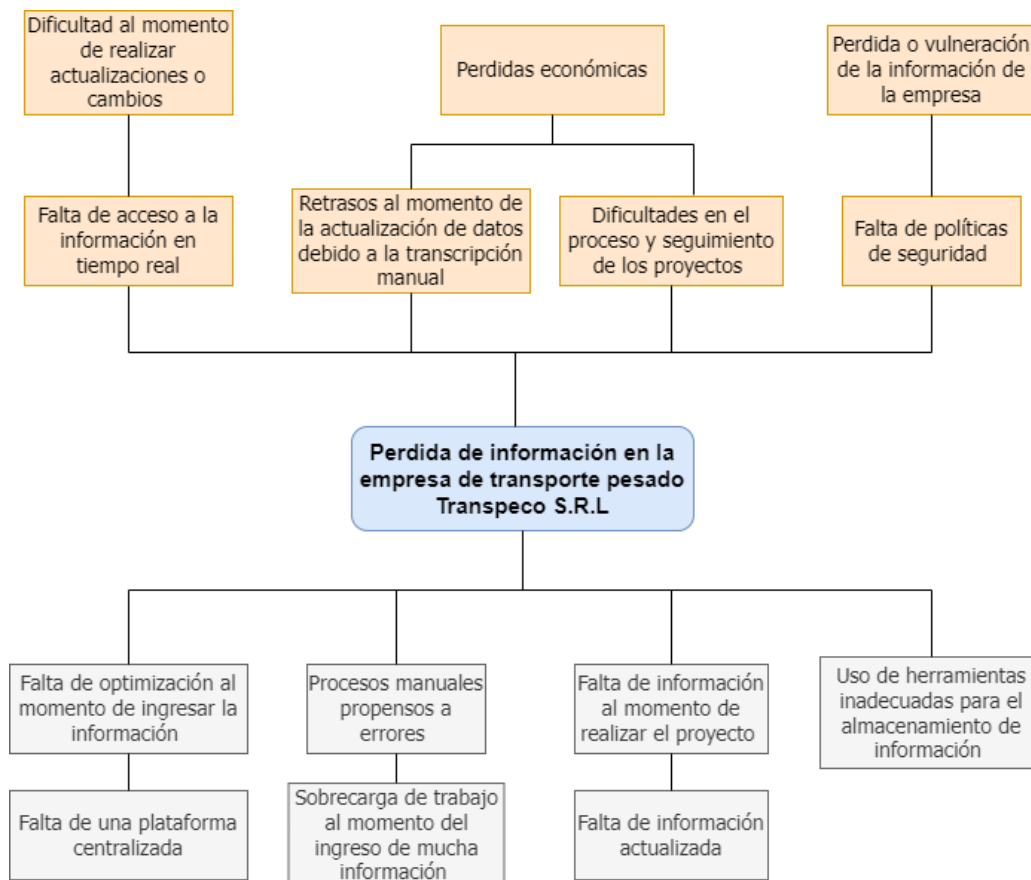 Dificultad al momento
de realizar
actualizaciones o
cambios
Perdidas económicas
Perdida o vulneración
de la información de
la empresa
Falta de acceso a la
información en
tiempo real
Retrasos al momento de
la actualización de datos
debido a la transcripción
manual
Dificultades en el
proceso y seguimiento
de los proyectos
Falta de políticas
de seguridad
Perdida de información en la
empresa de transporte pesado
Transpeco S.R.L
Falta de optimización al
momento de ingresar la
información
Procesos manuales
propensos a
errores
Falta de información
al momento de
realizar el proyecto
Uso de herramientas
inadecuadas para el
almacenamiento de
información
Falta de una plataforma
centralizada
Sobrecarga de trabajo
al momento del
ingreso de mucha
información
Falta de información
actualizada